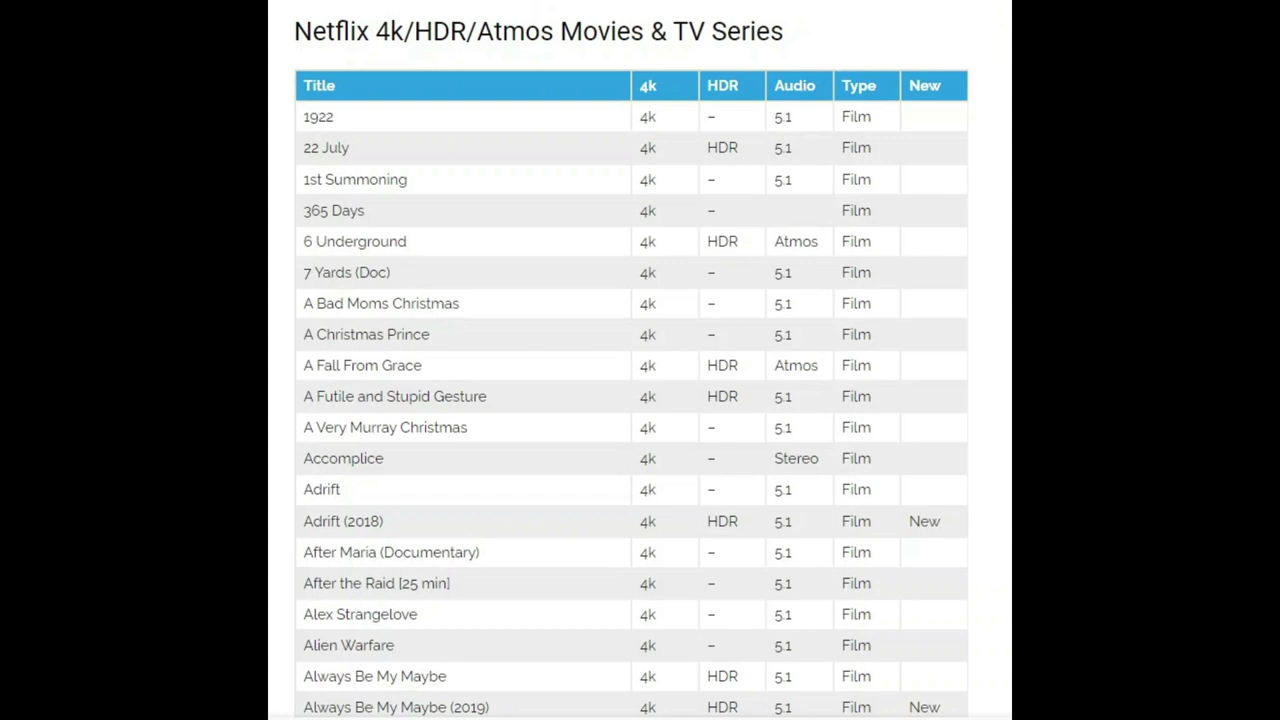 Netflix 4k/HDR/Atmos Movies & TV Series
Title 4k HDR Audio Type New
1922 4k – 5.1 Film
22 July 4k HDR 5.1 Film
1st Summoning 4k – 5.1 Film
365 Days 4k – Film
6 Underground 4k HDR Atmos Film
7 Yards (Doc) 4k – 5.1 Film
A Bad Moms Christmas 4k – 5.1 Film
A Christmas Prince 4k – 5.1 Film
A Fall From Grace 4k HDR Atmos Film
A Futile and Stupid Gesture 4k HDR 5.1 Film
A Very Murray Christmas 4k – 5.1 Film
Accomplice 4k – Stereo Film
Adrift 4k – 5.1 Film
Adrift (2018) 4k HDR 5.1 Film New
After Maria (Documentary) 4k – 5.1 Film
After the Raid [25 min] 4k – 5.1 Film
Alex Strangelove 4k – 5.1 Film
Alien Warfare 4k – 5.1 Film
Always Be My Maybe 4k HDR 5.1 Film
Always Be My Maybe (2019) 4k HDR 5.1 Film New